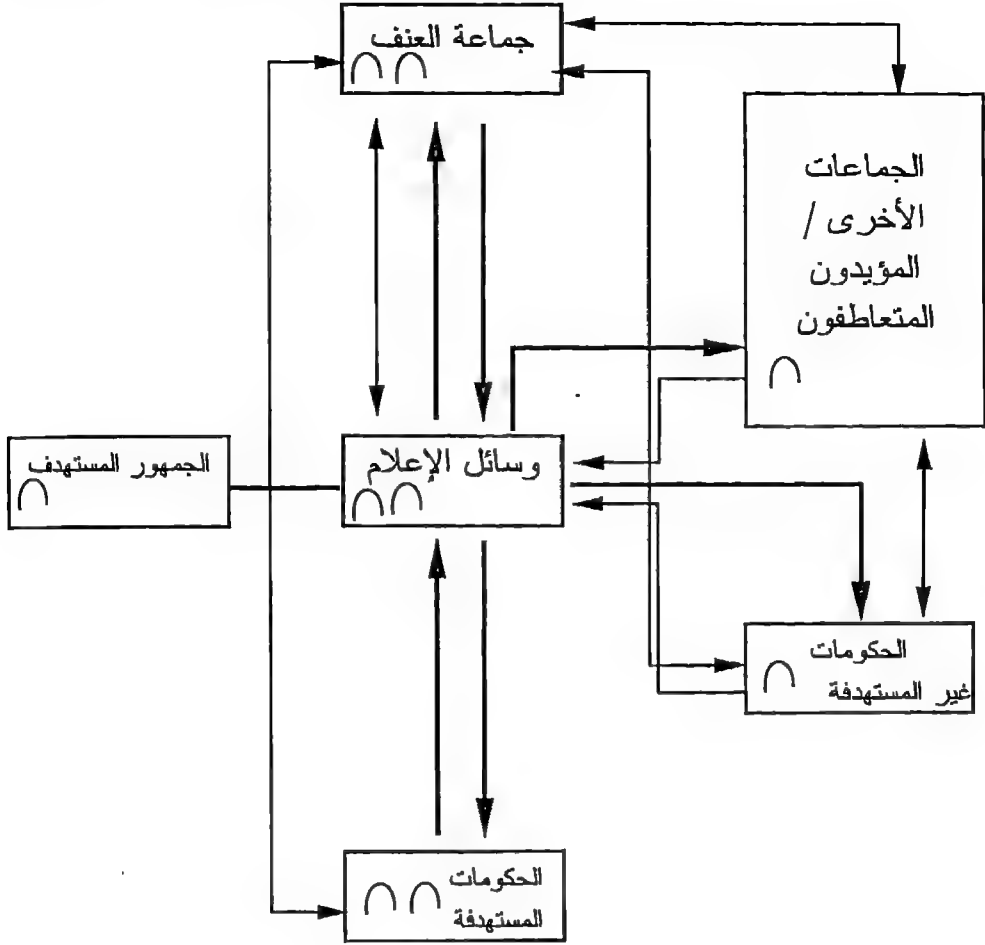 جماعة العنف
الجماعات
الأخرى /
المؤيدون
المتعاطفون
وسائل الإعلام
الجمهور المستهدف
الحكومات
غير المستهدفة
الحكومات
المستهدفة